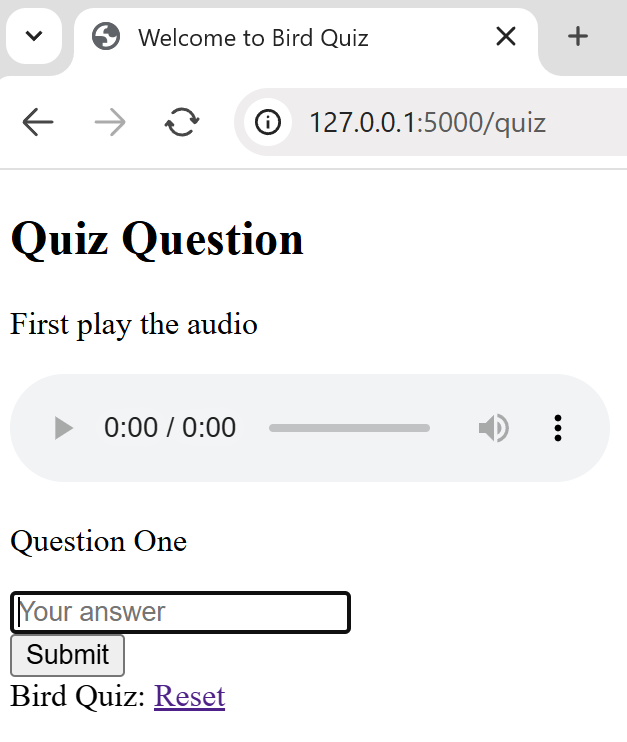 Welcome to Bird Quiz
127.0.0.1:5000/quiz
Quiz Question
First play the audio
0:00 / 0:00
Question One
Your answer
Submit
Bird Quiz: Reset